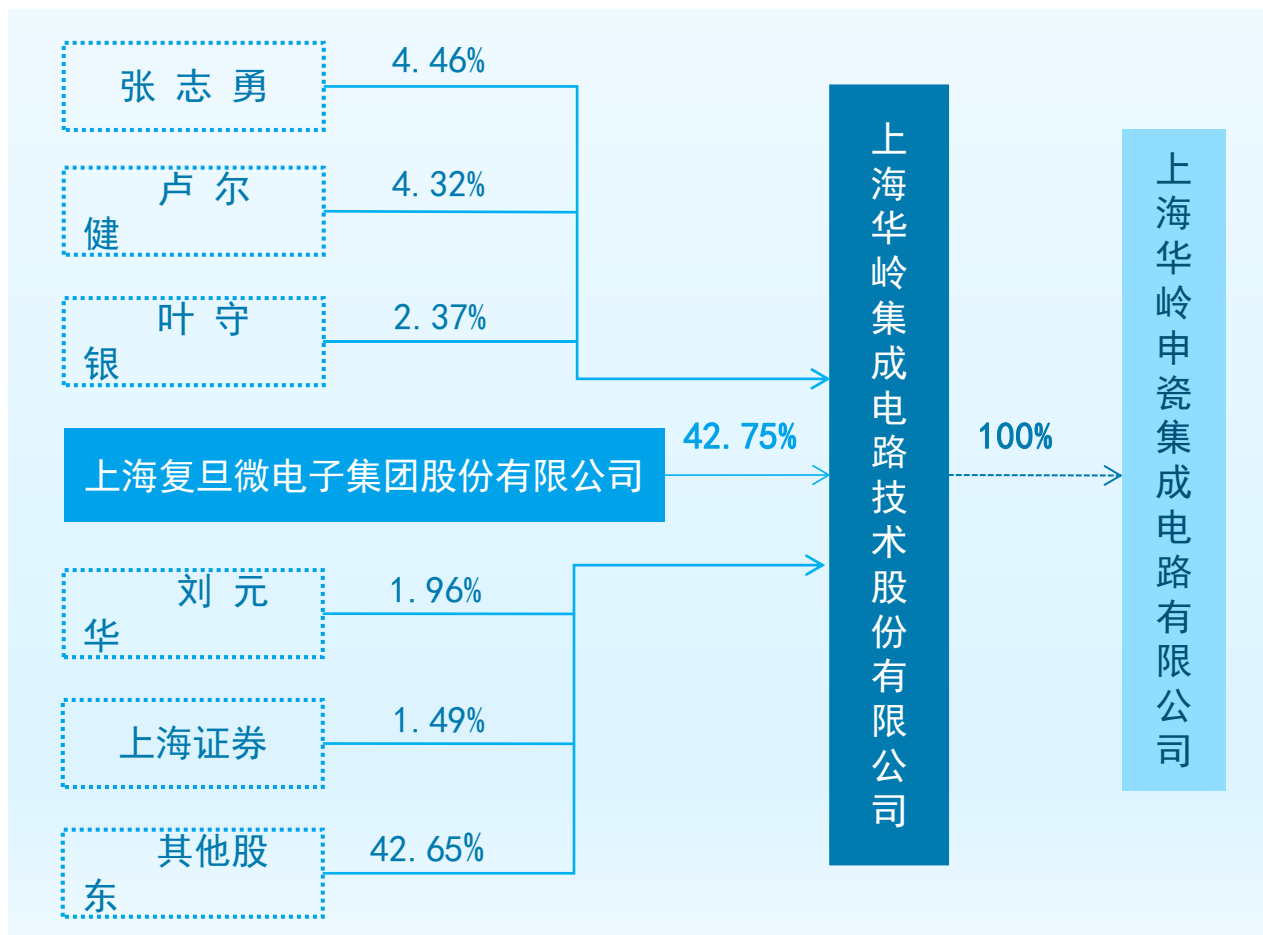 张 志 勇
4.46%
卢 尔
健
4.32%
叶 守
银
2.37%
上海复旦微电子集团股份有限公司
42.75%
刘 元
华
1.96%
上海证券
1.49%
其他股
东
42.65%
上海华岭集成电路技术股份有限公司
100%
上海华岭申瓷集成电路有限公司